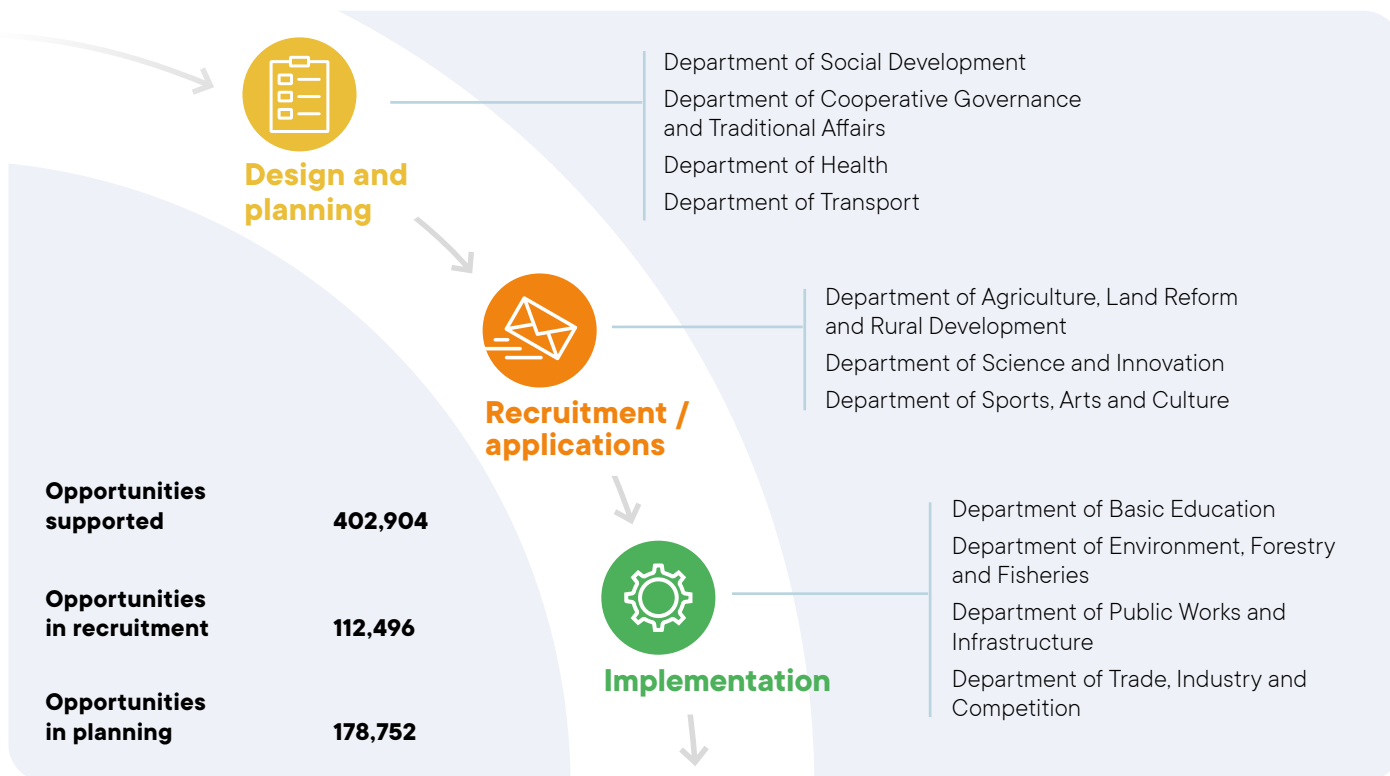 Department of Social Development
Department of Cooperative Governance
and Traditional Affairs
Department of Health
Department of Transport
Design and
planning
Department of Agriculture, Land Reform
and Rural Development
Department of Science and Innovation
Department of Sports, Arts and Culture
Recruitment /
applications
Opportunities
supported 402,904
Opportunities
in recruitment 112,496
Opportunities
in planning 178,752
Department of Basic Education
Department of Environment, Forestry
and Fisheries
Department of Public Works and
Infrastructure
Department of Trade, Industry and
Competition
Implementation